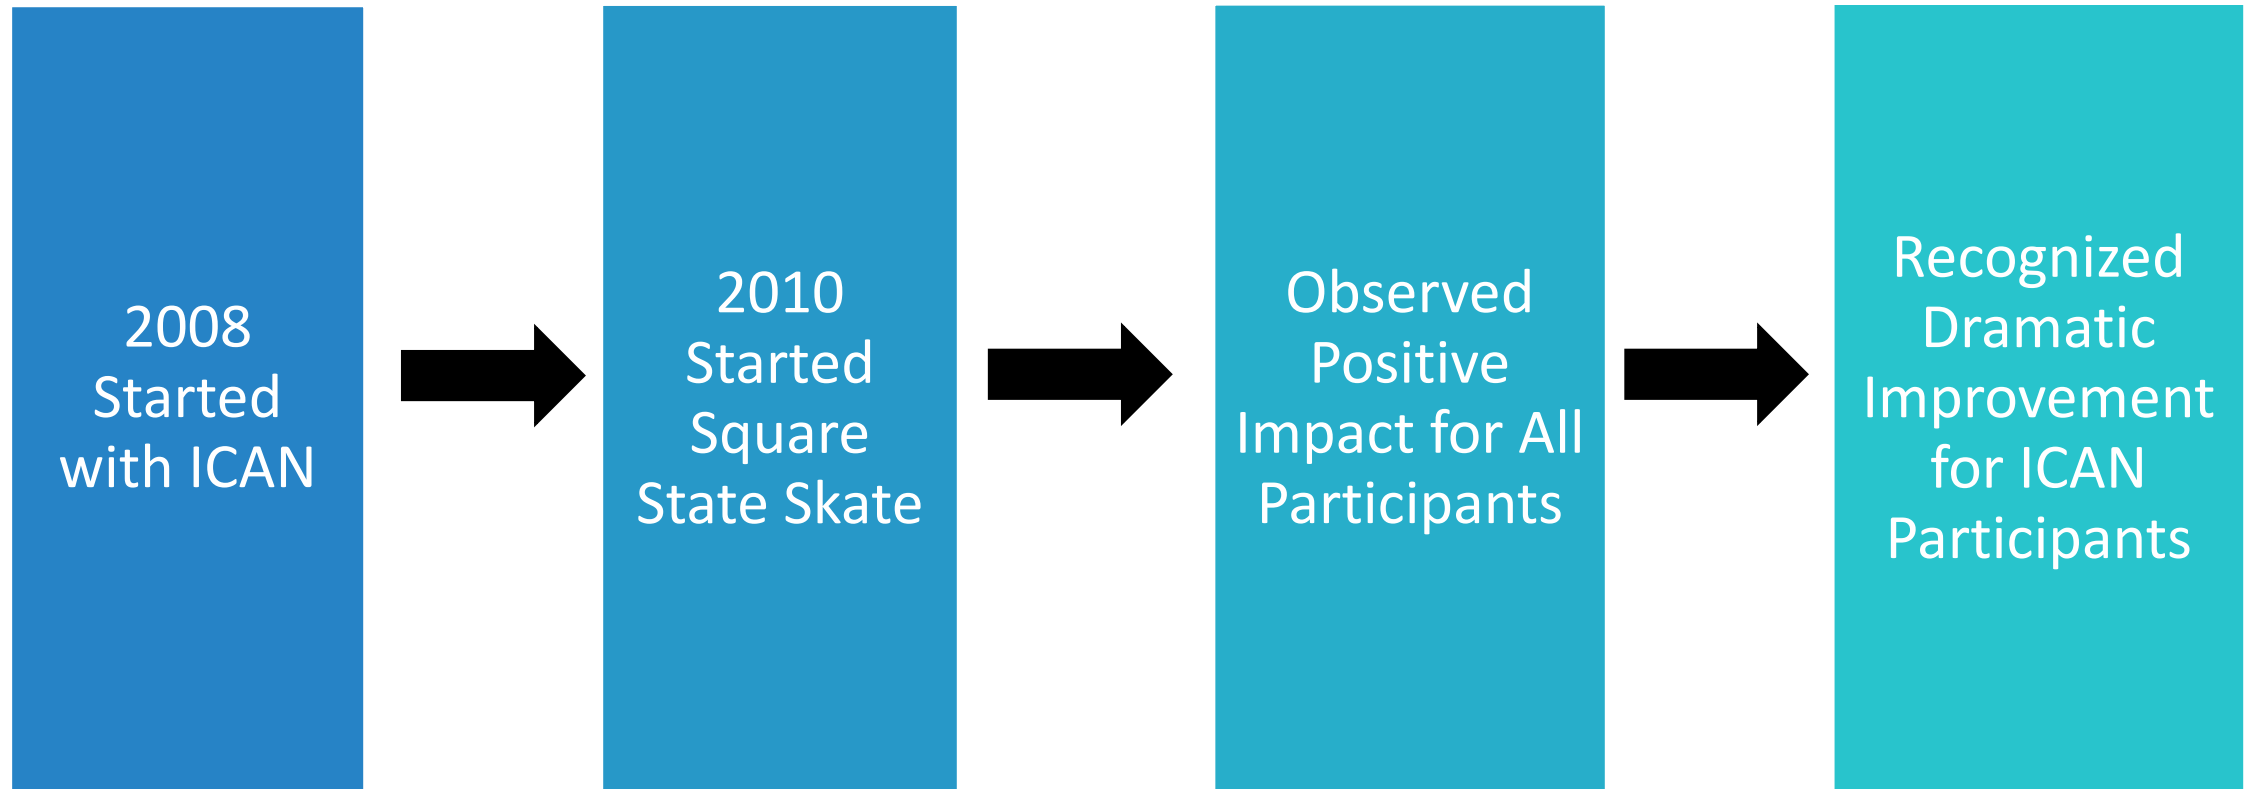 2008
Started
with ICAN
2010
Started
Square
State Skate
Observed
Positive
Impact for All
Participants
Recognized
Dramatic
Improvement
for ICAN
Participants